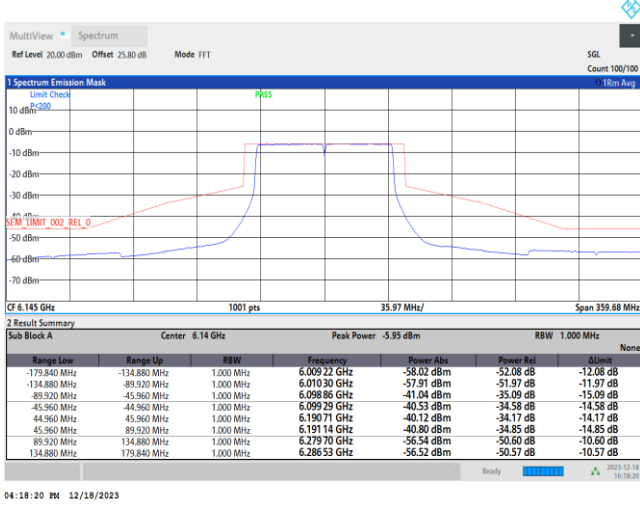 MultiView Spectrum
Ref Level 20.00 dBm Offset 25.80 dB Mode FFT SGL
Count 100/100
1 Spectrum Emission Mask 1Rm Avg
Limit Check PASS
P<200
10 dBm
0 dBm
-10 dBm
-20 dBm
-30 dBm
-40 dBm
SEM_LIMIT_002_REL_0
-50 dBm
-60 dBm
-70 dBm
CF 6.145 GHz 1001 pts 35.97 MHz/ Span 359.68 MHz
2 Result Summary
Sub Block A Center 6.14 GHz Peak Power -5.95 dBm RBW 1.000 MHz
None
Range Low Range Up RBW Frequency Power Abs Power Rel ΔLimit
-179.840 MHz -134.880 MHz 1.000 MHz 6.009 22 GHz -58.02 dBm -52.08 dB -12.08 dB
-134.880 MHz -89.920 MHz 1.000 MHz 6.010 30 GHz -57.91 dBm -51.97 dB -11.97 dB
-89.920 MHz -45.960 MHz 1.000 MHz 6.098 86 GHz -41.04 dBm -35.09 dB -15.09 dB
-45.960 MHz -44.960 MHz 1.000 MHz 6.099 29 GHz -40.53 dBm -34.58 dB -14.58 dB
44.960 MHz 45.960 MHz 1.000 MHz 6.190 71 GHz -40.12 dBm -34.17 dB -14.17 dB
45.960 MHz 89.920 MHz 1.000 MHz 6.191 14 GHz -40.80 dBm -34.85 dB -14.85 dB
89.920 MHz 134.880 MHz 1.000 MHz 6.279 70 GHz -56.54 dBm -50.60 dB -10.60 dB
134.880 MHz 179.840 MHz 1.000 MHz 6.286 53 GHz -56.52 dBm -50.57 dB -10.57 dB
Ready 2023-12-18
16:18:20
04:18:20 PM 12/18/2023